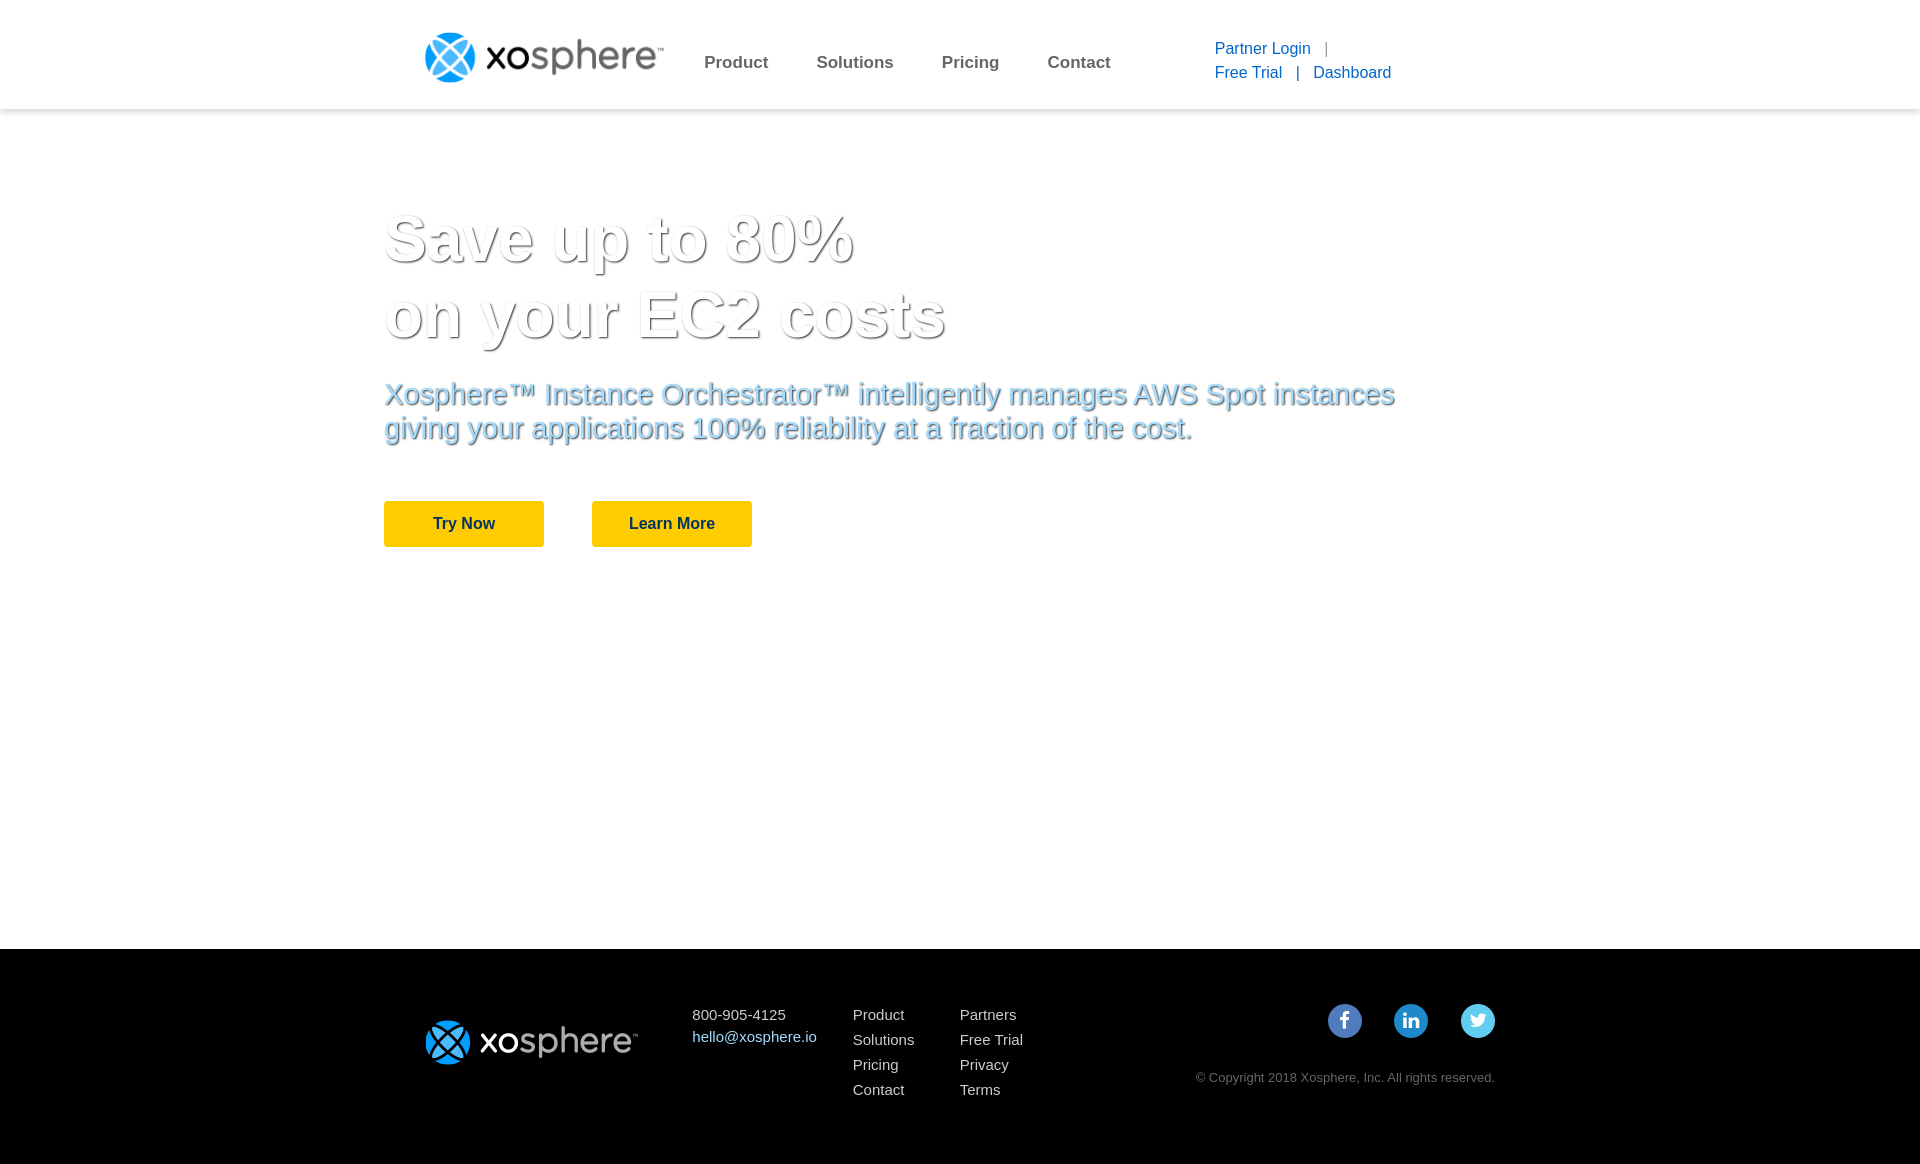 xosphere™
Product Solutions Pricing Contact
Partner Login |
Free Trial | Dashboard
Save up to 80%
on your EC2 costs
Xosphere™ Instance Orchestrator™ intelligently manages AWS Spot instances
giving your applications 100% reliability at a fraction of the cost.
Try Now Learn More
xosphere™
800-905-4125
hello@xosphere.io
Product
Solutions
Pricing
Contact
Partners
Free Trial
Privacy
Terms
© Copyright 2018 Xosphere, Inc. All rights reserved.